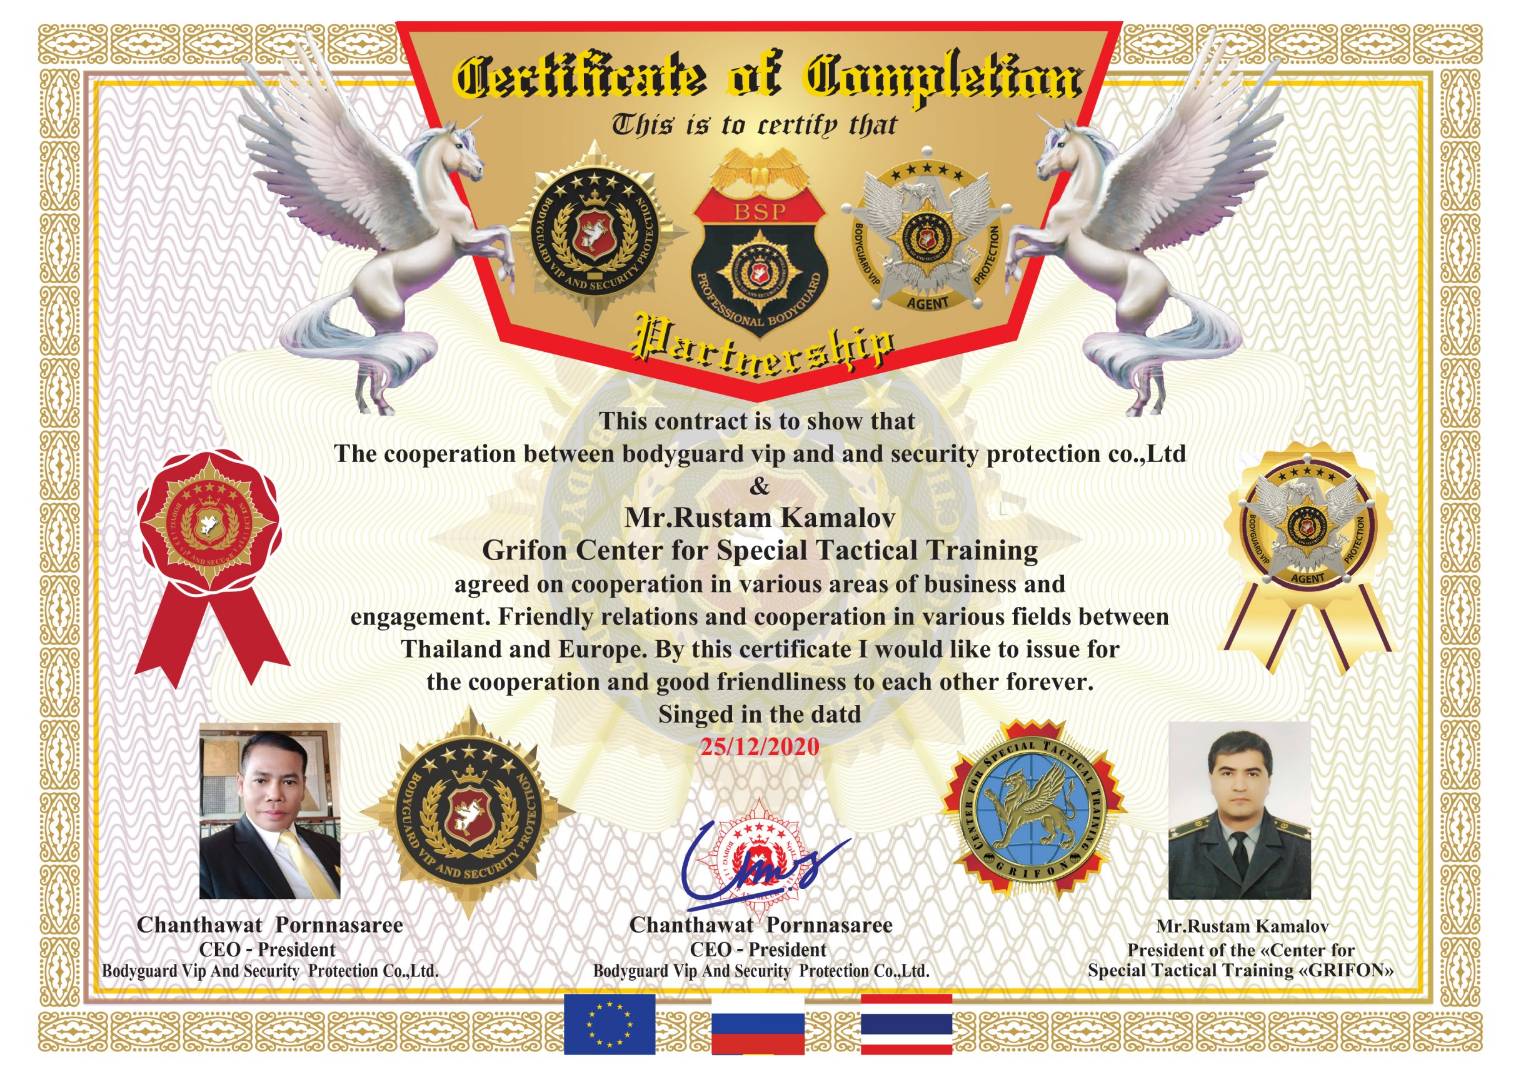 Certificate of Completion
This is to certify that
BODYGUARD VIP AND SECURITY PROTECTION
BSP
PROFESSIONAL BODYGUARD
BODYGUARD VIP
PROTECTION
AGENT
Partnership
This contract is to show that
The cooperation between bodyguard vip and and security protection co.,Ltd
&
Mr.Rustam Kamalov
Grifon Center for Special Tactical Training
agreed on cooperation in various areas of business and
engagement. Friendly relations and cooperation in various fields between
Thailand and Europe. By this certificate I would like to issue for
the cooperation and good friendliness to each other forever.
Singed in the datd
25/12/2020
BODYGUARD VIP
PROTECTION
AGENT
BODYGUARD VIP AND SECURITY PROTECTION
CENTER FOR SPECIAL TACTICAL TRAINING
GRIFON
Chanthawat Pornnasaree
CEO - President
Bodyguard Vip And Security Protection Co.,Ltd.
Chanthawat Pornnasaree
CEO - President
Bodyguard Vip And Security Protection Co.,Ltd.
Mr.Rustam Kamalov
President of the «Center for
Special Tactical Training «GRIFON»